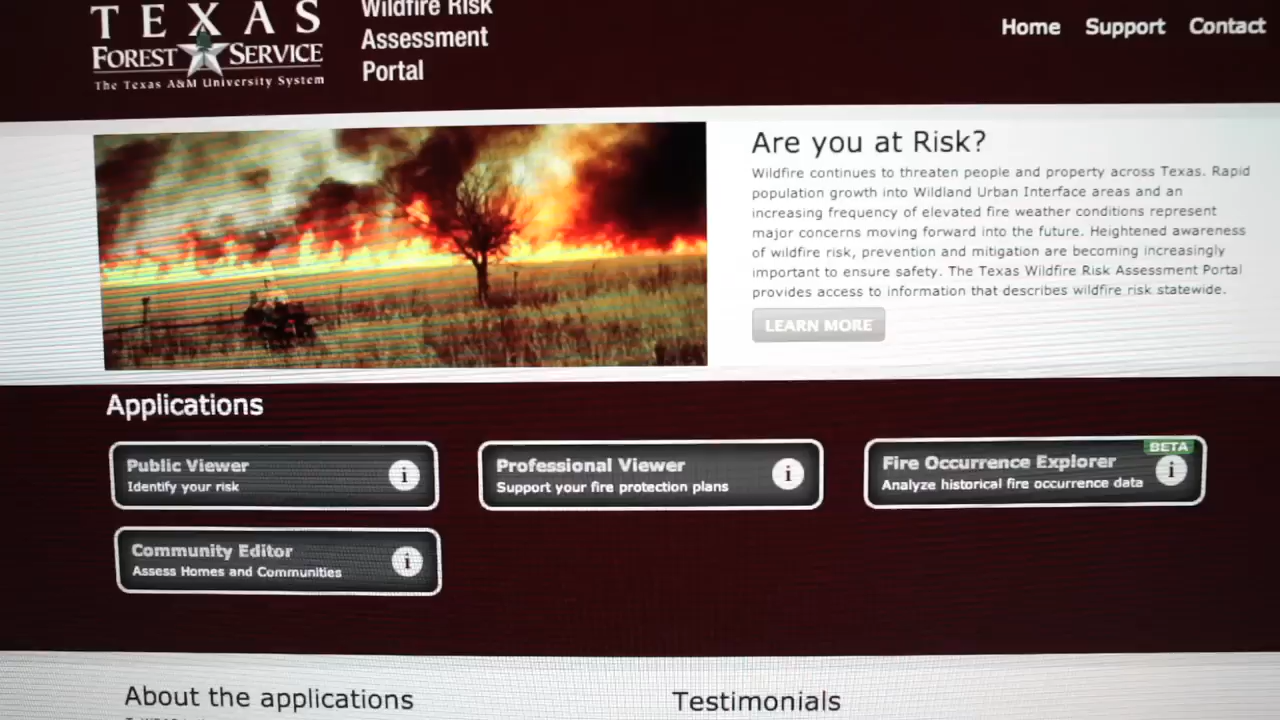 TEXAS
FOREST SERVICE
The Texas A&M University System
Wildfire Risk
Assessment
Portal
Home Support Contact
Are you at Risk?
Wildfire continues to threaten people and property across Texas. Rapid
population growth into Wildland Urban Interface areas and an
increasing frequency of elevated fire weather conditions represent
major concerns moving forward into the future. Heightened awareness
of wildfire risk, prevention and mitigation are becoming increasingly
important to ensure safety. The Texas Wildfire Risk Assessment Portal
provides access to information that describes wildfire risk statewide.
LEARN MORE
Applications
Public Viewer
Identify your risk
i
Professional Viewer
Support your fire protection plans
i
BETA
Fire Occurrence Explorer
Analyze historical fire occurrence data
i
Community Editor
Assess Homes and Communities
i
About the applications
Testimonials